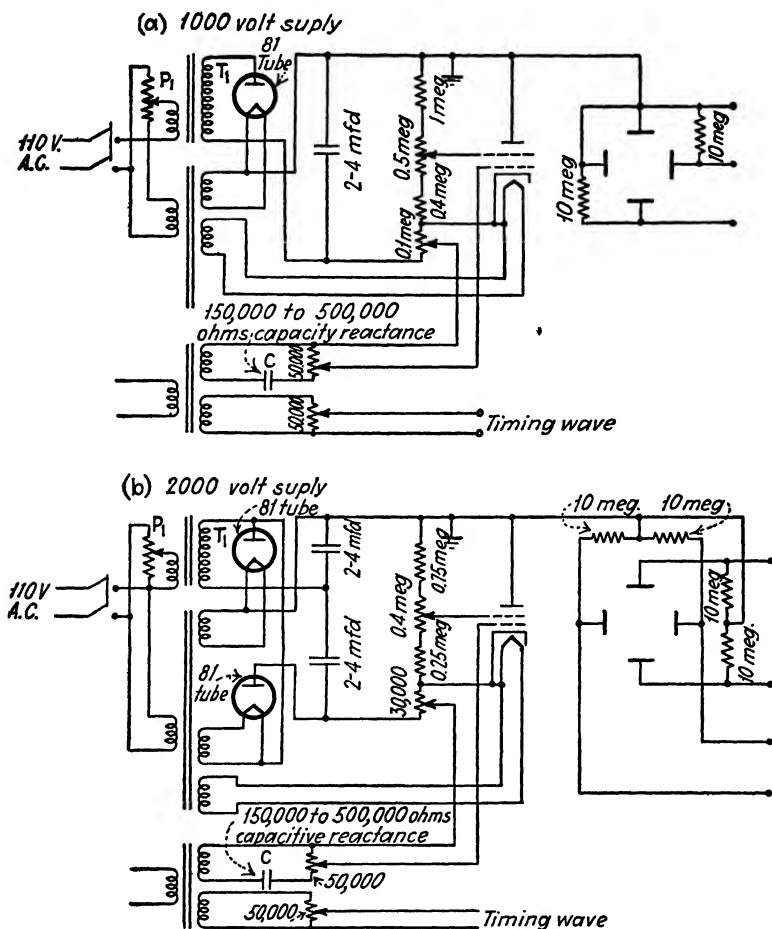 (a) 1000 volt suply
81
Tube
P1
T1
110 V.
A.C.
2-4 mfd
1 meg
0.5 meg
0.4 meg
0.1 meg
10 meg
10 meg
150,000 to 500,000
ohms capacity reactance
C
50,000
50,000
Timing wave
(b) 2000 volt suply
81 tube
P1
T1
110 V
A.C.
2-4 mfd
2-4 mfd
81
tube
0.75 meg
0.4 meg
0.25 meg
30,000
10 meg.
10 meg
10 meg.
10 meg.
150,000 to 500,000 ohms
capacitive reactance
C
50,000
50,000
Timing wave